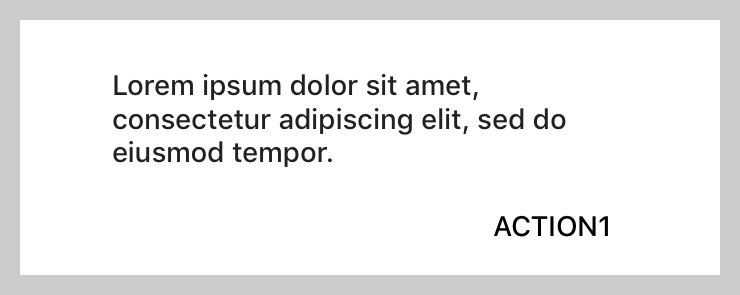 Lorem ipsum dolor sit amet,
consectetur adipiscing elit, sed do
eiusmod tempor.
ACTION1